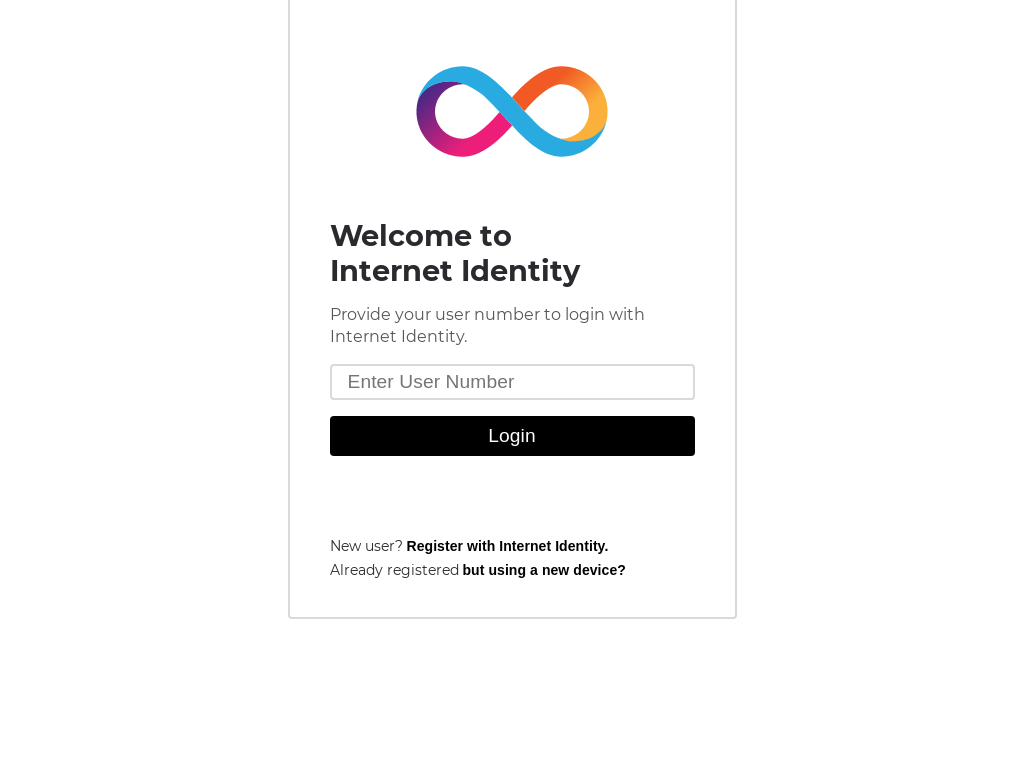 Welcome to
Internet Identity
Provide your user number to login with
Internet Identity.
Enter User Number
Login
New user? Register with Internet Identity.
Already registered but using a new device?